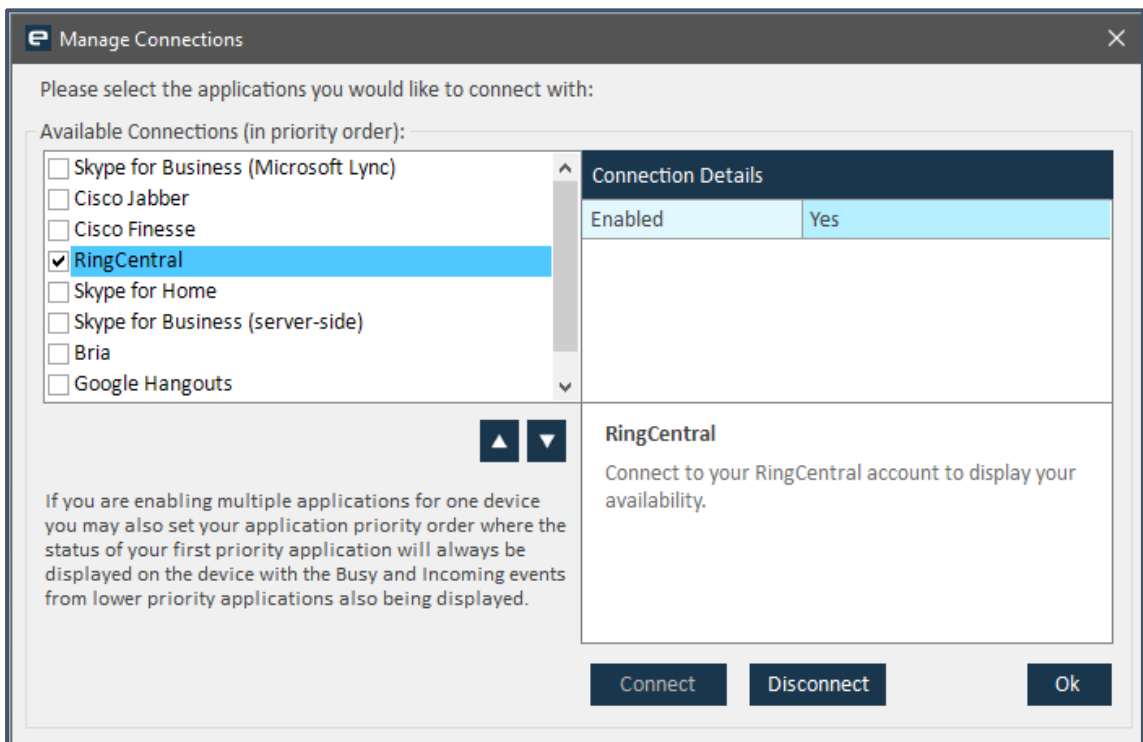 Manage Connections
Please select the applications you would like to connect with:
Available Connections (in priority order):
Skype for Business (Microsoft Lync)
Cisco Jabber
Cisco Finesse
RingCentral
Skype for Home
Skype for Business (server-side)
Bria
Google Hangouts
Connection Details
Enabled Yes
If you are enabling multiple applications for one device
you may also set your application priority order where the
status of your first priority application will always be
displayed on the device with the Busy and Incoming events
from lower priority applications also being displayed.
RingCentral
Connect to your RingCentral account to display your
availability.
Connect Disconnect Ok